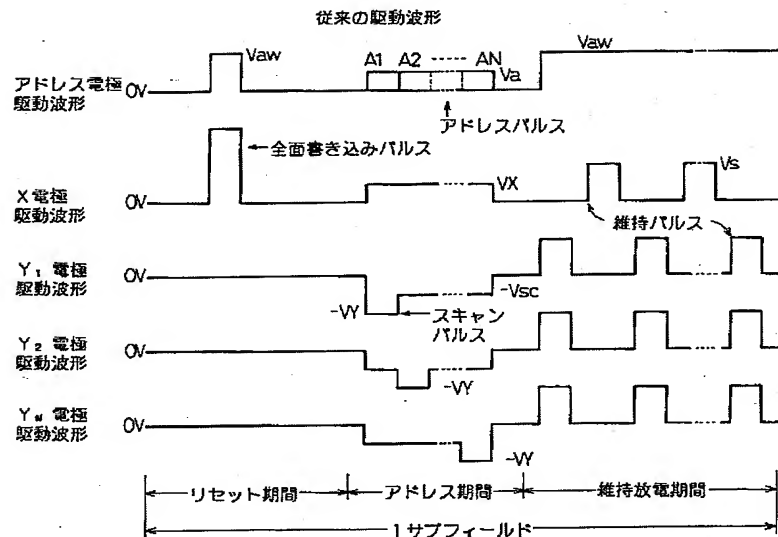 従来の駆動波形
Vaw
A1 A2 ----- AN
Va
Vaw
アドレス電極
駆動波形
0V
アドレスパルス
全面書き込みパルス
X電極
駆動波形
0V
VX
Vs
維持パルス
Y₁ 電極
駆動波形
0V
-VY
-Vsc
スキャン
パルス
Y₂ 電極
駆動波形
0V
-VY
Yₙ 電極
駆動波形
0V
-VY
リセット期間
アドレス期間
維持放電期間
1サブフィールド